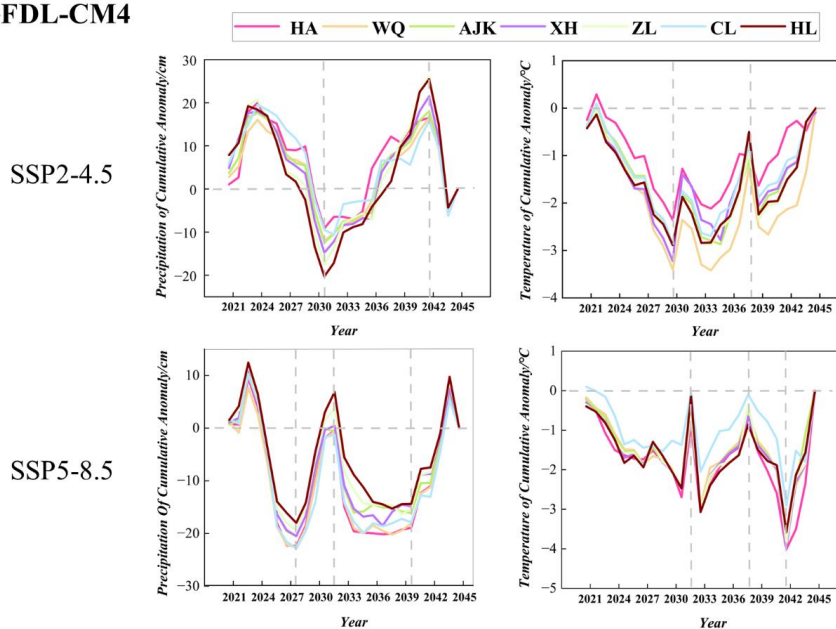 FDL-CM4
HA WQ AJK XH ZL CL HL
SSP2-4.5
Precipitation of Cumulative Anomaly/cm
30
20
10
0
-10
-20
2021 2024 2027 2030 2033 2036 2039 2042 2045
Year
Temperature of Cumulative Anomaly/°C
1
0
-1
-2
-3
-4
2021 2024 2027 2030 2033 2036 2039 2042 2045
Year
SSP5-8.5
Precipitation Of Cumulative Anomaly/cm
10
0
-10
-20
-30
2021 2024 2027 2030 2033 2036 2039 2042 2045
Year
Temperature of Cumulative Anomaly/°C
1
0
-1
-2
-3
-4
-5
2021 2024 2027 2030 2033 2036 2039 2042 2045
Year